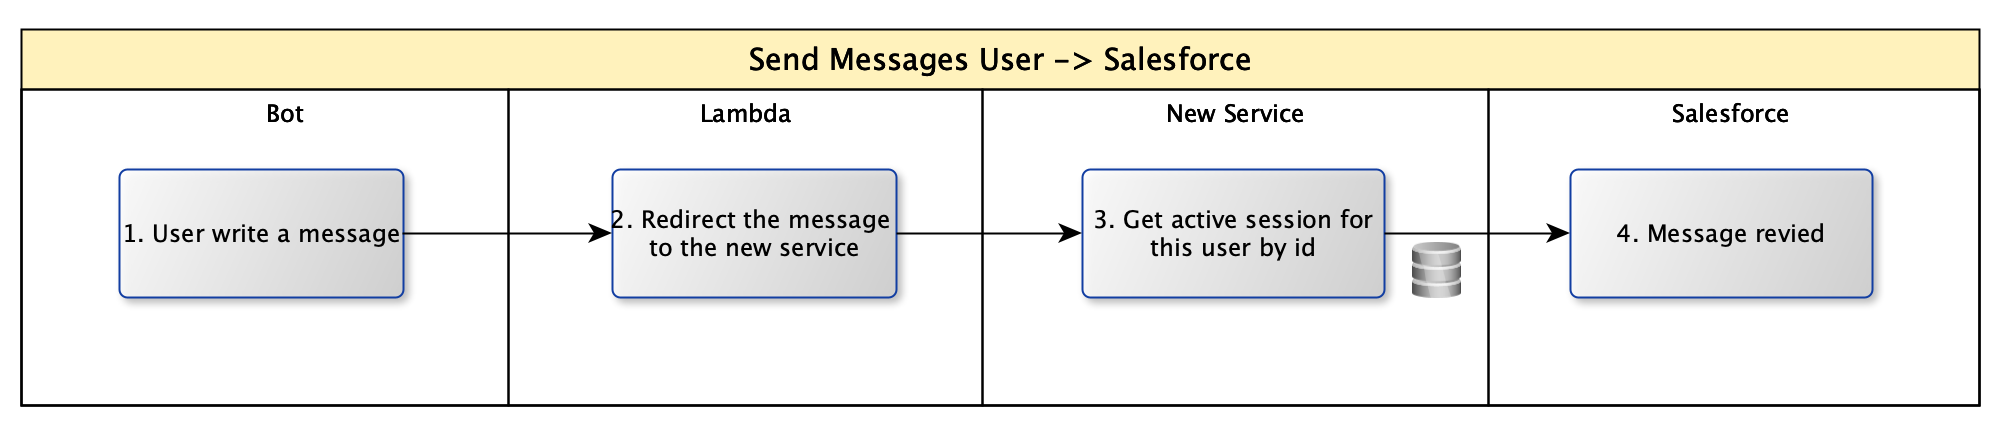 Send Messages User -> Salesforce
Bot
Lambda
New Service
Salesforce
1. User write a message
2. Redirect the message
to the new service
3. Get active session for
this user by id
4. Message revied